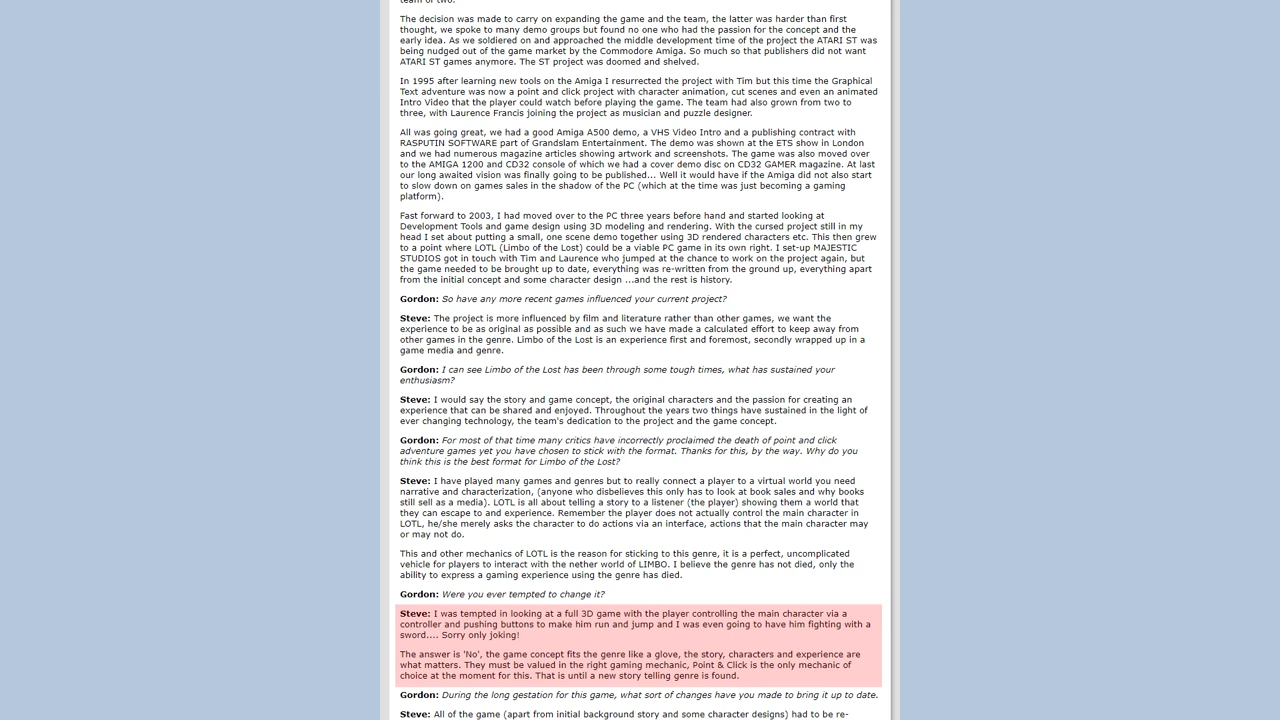 team of two.
The decision was made to carry on expanding the game and the team, the latter was harder than first
thought, we spoke to many demo groups but found no one who had the passion for the concept and the
early idea. As we soldiered on and approached the middle development time of the project the ATARI ST was
being nudged out of the game market by the Commodore Amiga. So much so that publishers did not want
ATARI ST games anymore. The ST project was doomed and shelved.
In 1995 after learning new tools on the Amiga I resurrected the project with Tim but this time the Graphical
Text adventure was now a point and click project with character animation, cut scenes and even an animated
Intro Video that the player could watch before playing the game. The team had also grown from two to
three, with Laurence Francis joining the project as musician and puzzle designer.
All was going great, we had a good Amiga A500 demo, a VHS Video Intro and a publishing contract with
RASPUTIN SOFTWARE part of Grandslam Entertainment. The demo was shown at the ETS show in London
and we had numerous magazine articles showing artwork and screenshots. The game was also moved over
to the AMIGA 1200 and CD32 console of which we had a cover demo disc on CD32 GAMER magazine. At last
our long awaited vision was finally going to be published... Well it would have if the Amiga did not also start
to slow down on games sales in the shadow of the PC (which at the time was just becoming a gaming
platform).
Fast forward to 2003, I had moved over to the PC three years before hand and started looking at
Development Tools and game design using 3D modeling and rendering. With the cursed project still in my
head I set about putting a small, one scene demo together using 3D rendered characters etc. This then grew
to a point where LOTL (Limbo of the Lost) could be a viable PC game in its own right. I set-up MAJESTIC
STUDIOS got in touch with Tim and Laurence who jumped at the chance to work on the project again, but
the game needed to be brought up to date, everything was re-written from the ground up, everything apart
from the initial concept and some character design ...and the rest is history.
Gordon: So have any more recent games influenced your current project?
Steve: The project is more influenced by film and literature rather than other games, we want the
experience to be as original as possible and as such we have made a calculated effort to keep away from
other games in the genre. Limbo of the Lost is an experience first and foremost, secondly wrapped up in a
game media and genre.
Gordon: I can see Limbo of the Lost has been through some tough times, what has sustained your
enthusiasm?
Steve: I would say the story and game concept, the original characters and the passion for creating an
experience that can be shared and enjoyed. Throughout the years two things have sustained in the light of
ever changing technology, the team's dedication to the project and the game concept.
Gordon: For most of that time many critics have incorrectly proclaimed the death of point and click
adventure games yet you have chosen to stick with the format. Thanks for this, by the way. Why do you
think this is the best format for Limbo of the Lost?
Steve: I have played many games and genres but to really connect a player to a virtual world you need
narrative and characterization, (anyone who disbelieves this only has to look at book sales and why books
still sell as a media). LOTL is all about telling a story to a listener (the player) showing them a world that
they can escape to and experience. Remember the player does not actually control the main character in
LOTL, he/she merely asks the character to do actions via an interface, actions that the main character may
or may not do.
This and other mechanics of LOTL is the reason for sticking to this genre, it is a perfect, uncomplicated
vehicle for players to interact with the nether world of LIMBO. I believe the genre has not died, only the
ability to express a gaming experience using the genre has died.
Gordon: Were you ever tempted to change it?
Steve: I was tempted in looking at a full 3D game with the player controlling the main character via a
controller and pushing buttons to make him run and jump and I was even going to have him fighting with a
sword.... Sorry only joking!
The answer is 'No', the game concept fits the genre like a glove, the story, characters and experience are
what matters. They must be valued in the right gaming mechanic, Point & Click is the only mechanic of
choice at the moment for this. That is until a new story telling genre is found.
Gordon: During the long gestation for this game, what sort of changes have you made to bring it up to date.
Steve: All of the game (apart from initial background story and some character designs) had to be re-